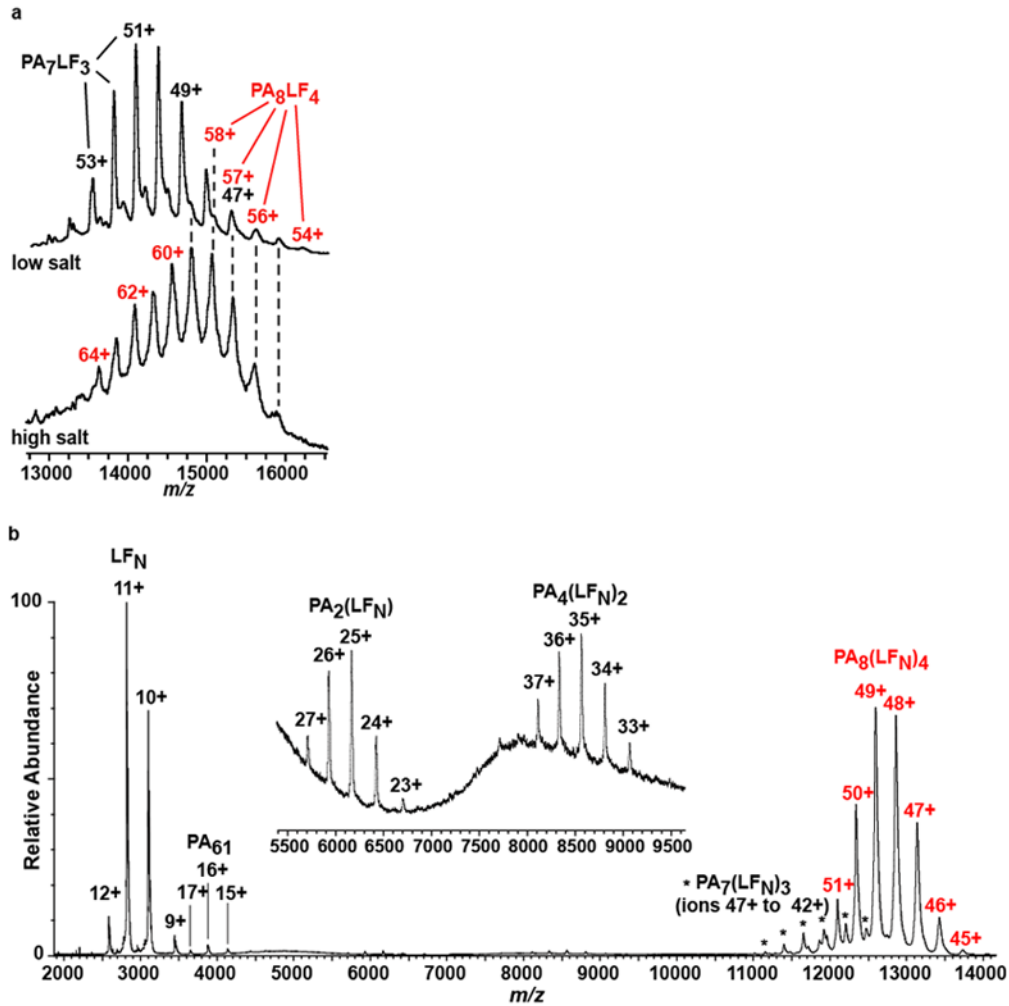 a
51+
PA7LF3
49+
PA8LF4
58+
53+
57+
47+
56+
54+
low salt
60+
62+
64+
high salt
13000 14000 15000 16000
m/z
b
LFN
11+
100
PA2(LFN)
PA4(LFN)2
25+
35+
26+
36+
10+
34+
37+
PA8(LFN)4
27+
24+
33+
49+
48+
23+
50+
47+
Relative Abundance
PA61
5500 6000 6500 7000 7500 8000 8500 9000 9500
16+
12+
17+
15+
* PA7(LFN)3
(ions 47+ to 42+)
51+
9+
46+
* * * * * *
45+
0
2000 3000 4000 5000 6000 7000 8000 9000 10000 11000 12000 13000 14000
m/z